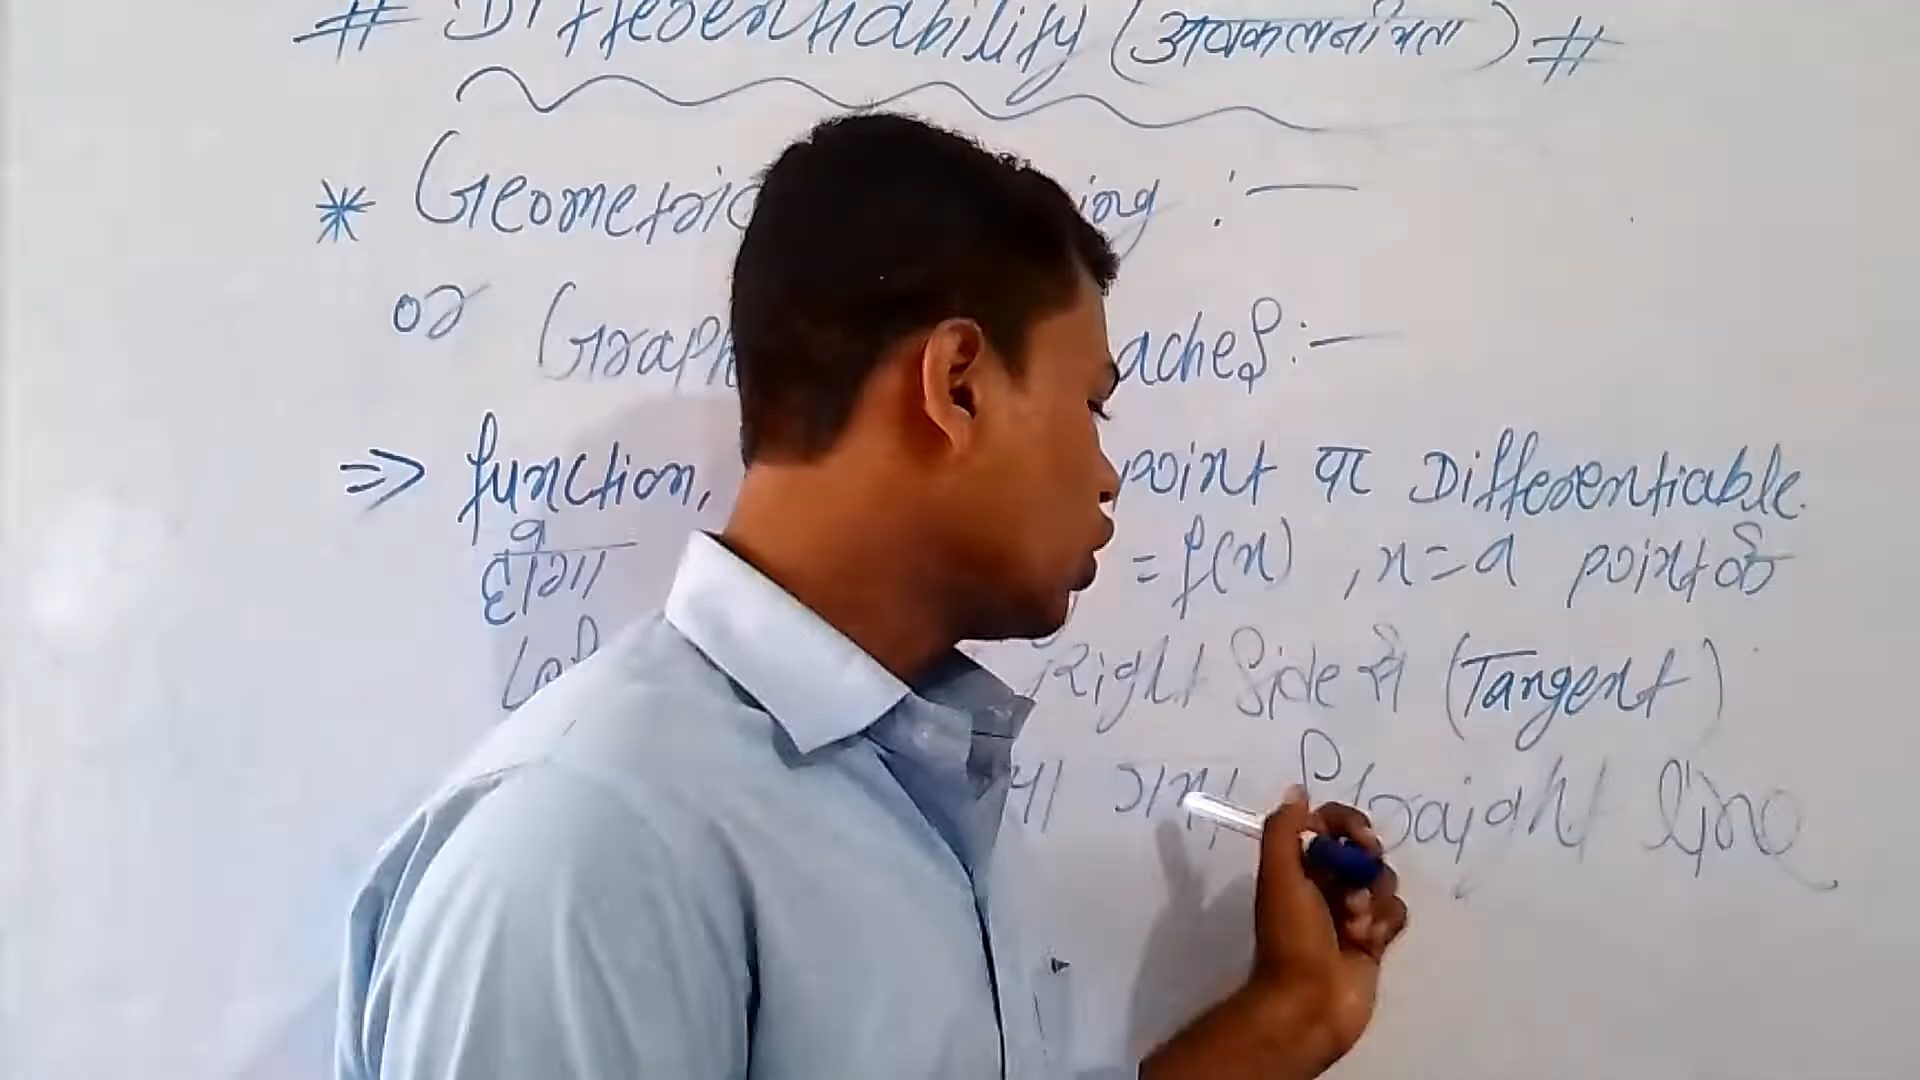 # Differentiability (अवकलनीयता) #
* Geometric ing :—
or Graph aches :—
=> function, point पर Differentiable.
होगा = f(x) , x=a point के
Lef Right Side से (Tangent)
या गया Straight line